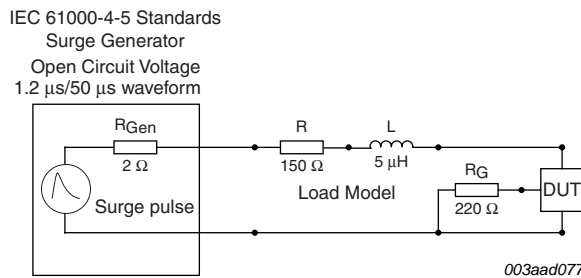 IEC 61000-4-5 Standards
Surge Generator
Open Circuit Voltage
1.2 μs/50 μs waveform
RGen
2 Ω
Surge pulse
R
150 Ω
L
5 μH
Load Model
RG
220 Ω
DUT
003aad077